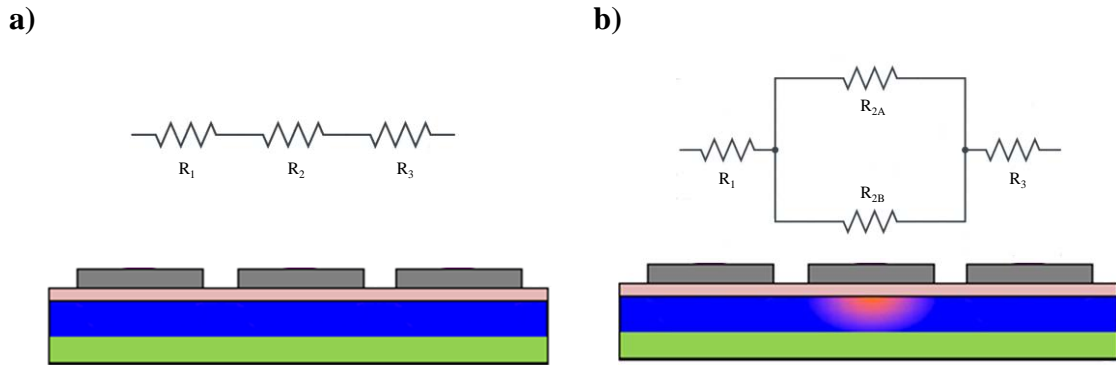 a)
R₁ R₂ R₃
b)
R₂A
R₁ R₃
R₂B